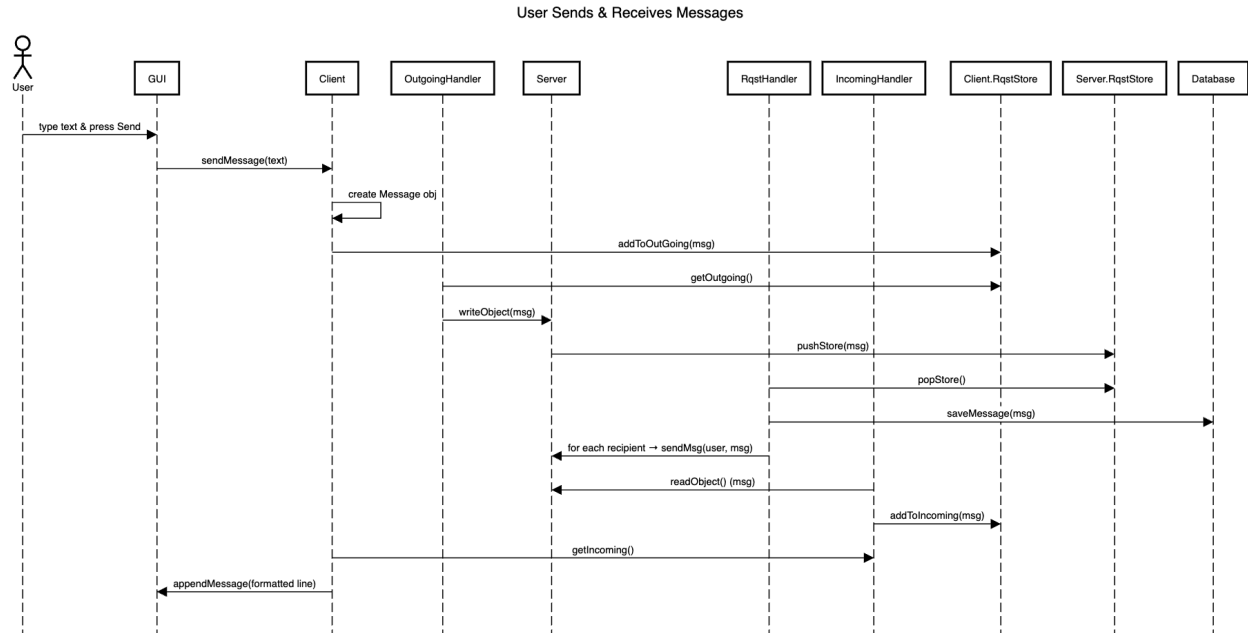 User Sends & Receives Messages
User
GUI
Client
OutgoingHandler
Server
RqstHandler
IncomingHandler
Client.RqstStore
Server.RqstStore
Database
type text & press Send
sendMessage(text)
create Message obj
addToOutGoing(msg)
getOutgoing()
writeObject(msg)
pushStore(msg)
popStore()
saveMessage(msg)
for each recipient → sendMsg(user, msg)
readObject() (msg)
addToIncoming(msg)
getIncoming()
appendMessage(formatted line)